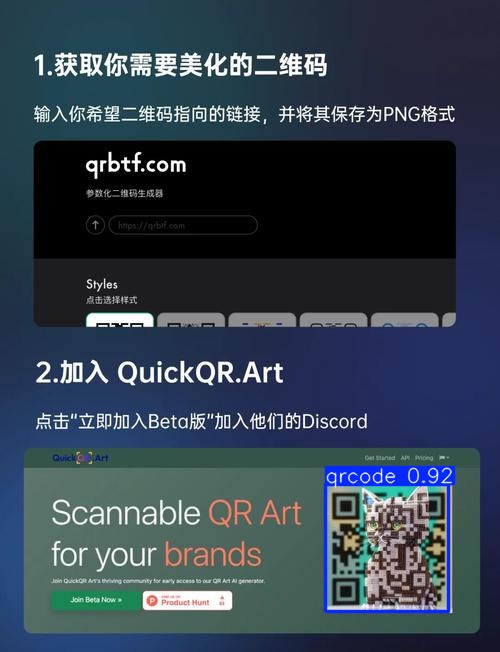 1.获取你需要美化的二维码
输入你希望二维码指向的链接，并将其保存为PNG格式
qrbtf.com
参数化二维码生成器
https://qrbtf.com
Styles
点击选择样式
2.加入 QuickQR.Art
点击“立即加入Beta版”加入他们的Discord
QuickQR.Art
Get Started API Pricing
qrcode 0.92
Scannable QR Art
for your brands
Join QuickQR Art's thriving community for early access to our QR Art AI generator.
Join Beta Now »
FIND US ON
Product Hunt